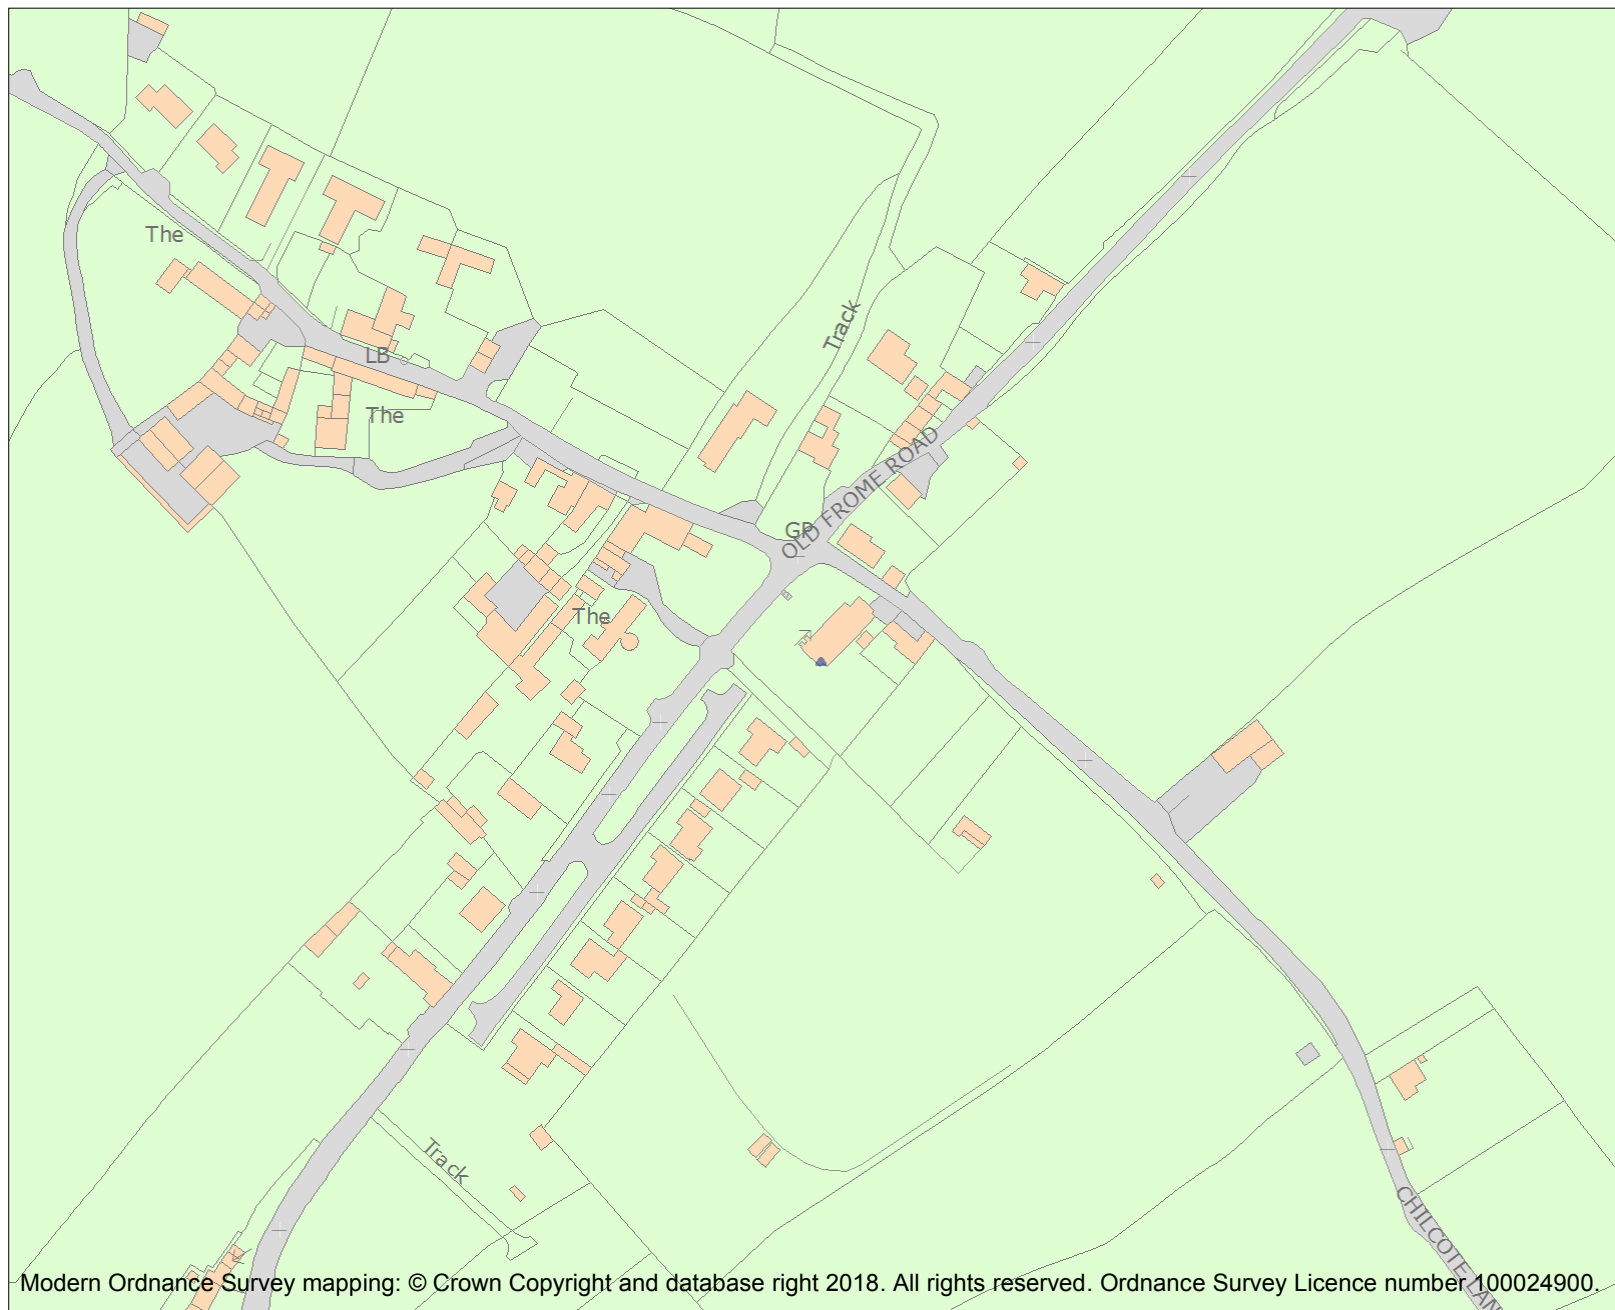 The
Track
LB
The
OLD FROME ROAD
GP
The
Track
CHILCOTE LAN
Modern Ordnance Survey mapping: © Crown Copyright and database right 2018. All rights reserved. Ordnance Survey Licence number 100024900.